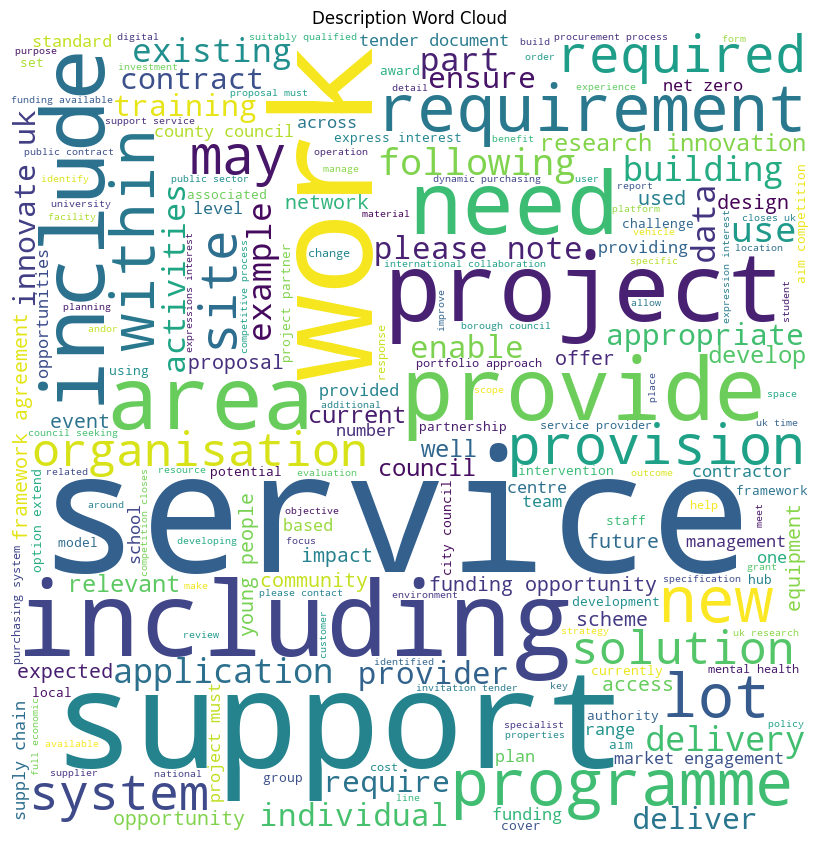 Description Word Cloud
digital
suitably qualified
procurement process
form
standard
existing
tender document
build
order
required
purpose
set
investment
contract
award
part
ensure
net zero
experience
funding available
proposal must
detail
requirement
training
support service
county council
across
express interest
benefit
research innovation
public contract
may
operation
following
building
identify
public sector
manage
dynamic purchasing
user
report
university
associated
level
network
material
need
platform
used
data
design
facility
vehicle
challenge
use
closes uk
aim competition
innovate uk
include
within
work
activities
site
example
change
please note
providing
location
specific
expression interest
opportunities
planning
andor
expressions interest
competitive process
project partner
international collaboration
project
allow
student
improve
borough council
appropriate
using
proposal
response
enable
portfolio approach
offer
develop
area
provided
additional
provide
scope
place
space
event
current
number
partnership
service provider
uk time
council seeking
organisation
well
provision
framework agreement
option extend
related
resource
evaluation
potential
council
intervention
outcome
contractor
around
school
competition closes
objective
service
city council
centre
team
framework
help
meet
model
developing
young people
based
focus
impact
staff
future
management
one
equipment
purchasing system
relevant
make
community
please contact
environment
funding opportunity
specification
development
hub
grant
including
review
customer
scheme
new
strategy
uk research
solution
expected
application
identified
provider
currently
mental health
local
invitation tender
key
access
lot
support
specialist
properties
authority
range
aim
policy
delivery
supply chain
full economic
available
project must
supplier
national
group
cost
require
plan
market engagement
system
line
programme
opportunity
individual
funding
cover
deliver